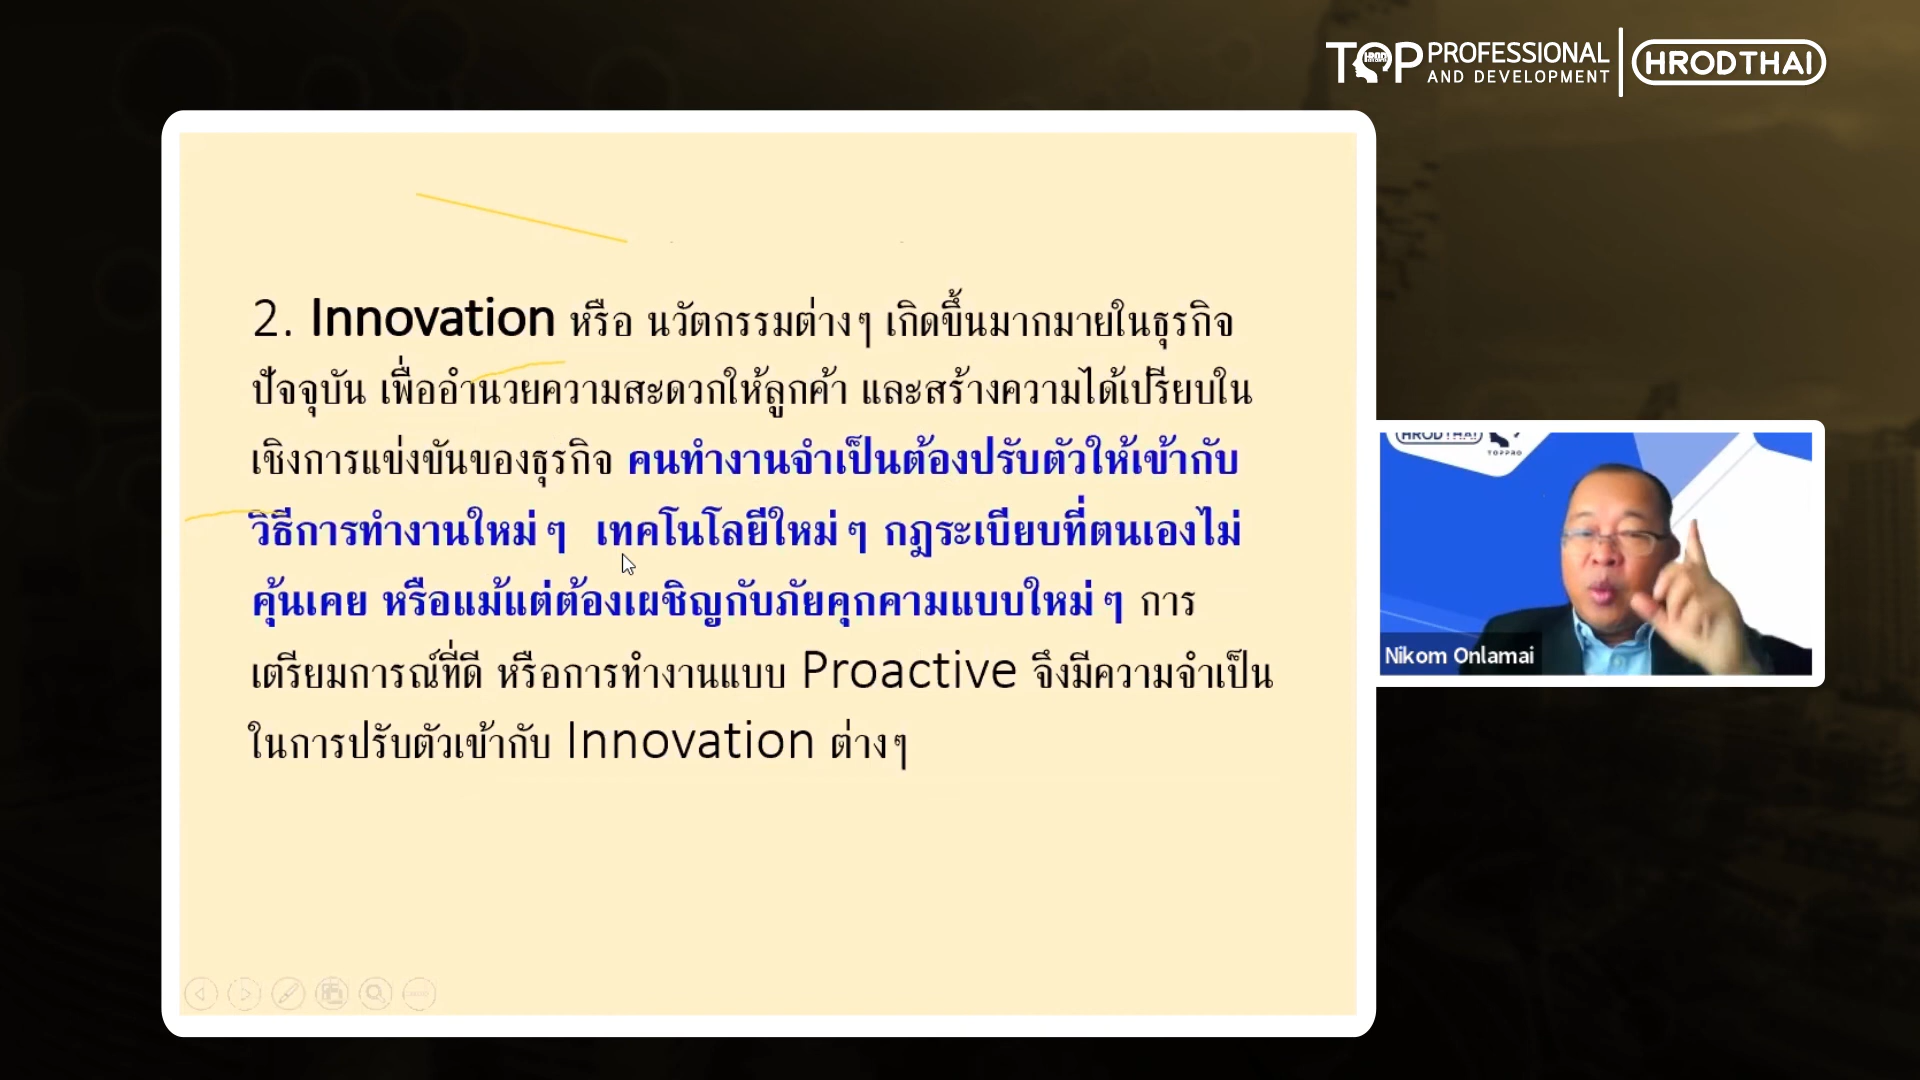 TOP PROFESSIONAL AND DEVELOPMENT
HRODTHAI
2. Innovation หรือ นวัตกรรมต่างๆ เกิดขึ้นมากมายในธุรกิจ
ปัจจุบัน เพื่ออำนวยความสะดวกให้ลูกค้า และสร้างความได้เปรียบใน
เชิงการแข่งขันของธุรกิจ คนทำงานจำเป็นต้องปรับตัวให้เข้ากับ
วิธีการทำงานใหม่ๆ เทคโนโลยีใหม่ๆ กฎระเบียบที่ตนเองไม่
คุ้นเคย หรือแม้แต่ต้องเผชิญกับภัยคุกคามแบบใหม่ๆ การ
เตรียมการณ์ที่ดี หรือการทำงานแบบ Proactive จึงมีความจำเป็น
ในการปรับตัวเข้ากับ Innovation ต่างๆ
HRODTHAI
TOPPRO
Nikom Onlamai